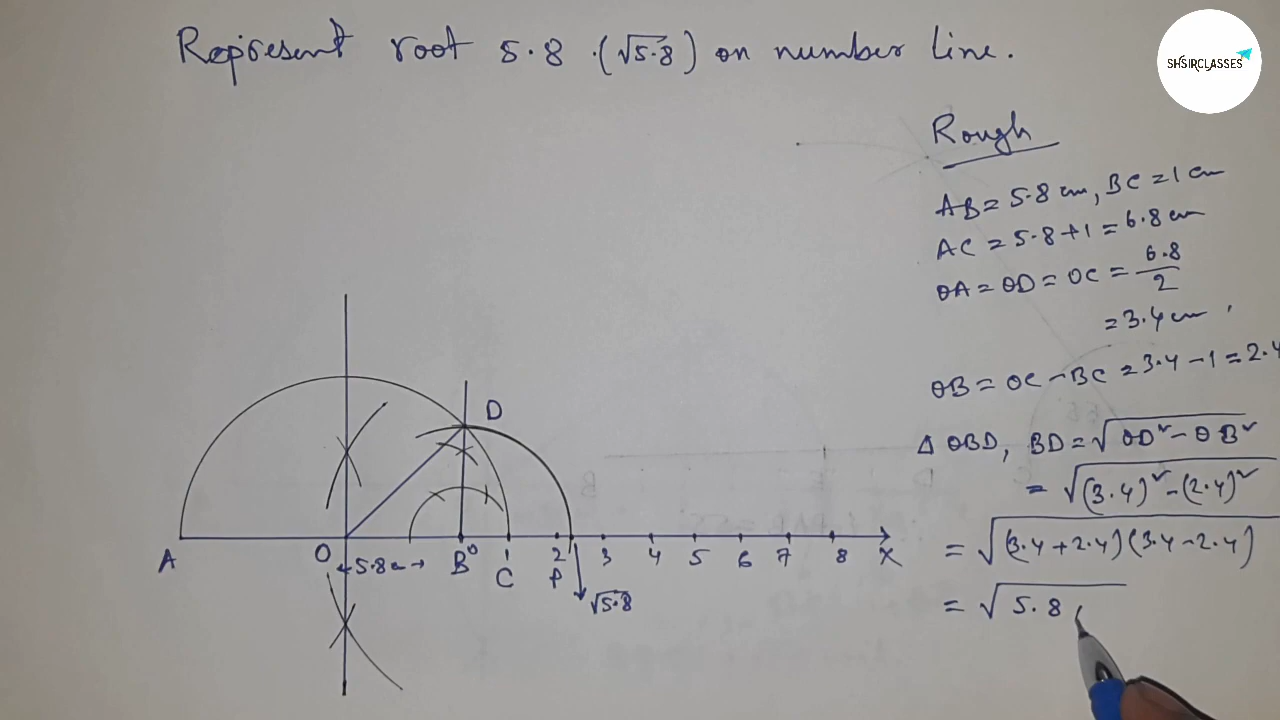 Represent root 5.8 (√5.8) on number line.
SHSIRCLASSES
Rough
AB = 5.8 cm, BC = 1 cm
AC = 5.8 + 1 = 6.8 cm
OA = OD = OC = 6.8/2
= 3.4 cm
OB = OC - BC = 3.4 - 1 = 2.4
Δ OBD, BD = √OD² - OB²
= √(3.4)² - (2.4)²
= √(3.4 + 2.4)(3.4 - 2.4)
= √5.8
D
A O 5.8 cm B 0 1 2 3 4 5 6 7 8 X
C P
√5.8